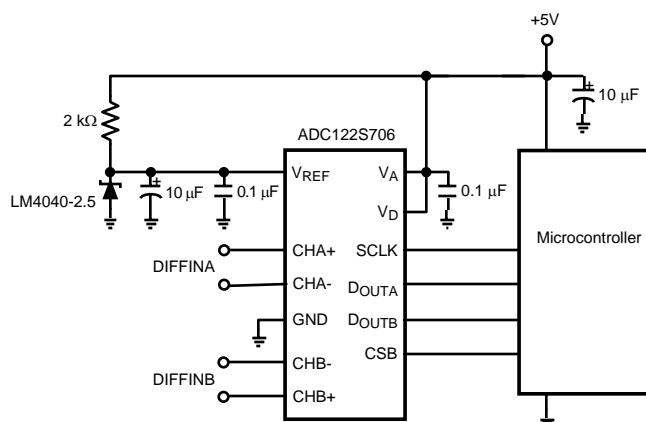 +5V
10 µF
2 kΩ
ADC122S706
LM4040-2.5
10 µF
0.1 µF
VREF
VA
0.1 µF
VD
Microcontroller
DIFFINA
CHA+
SCLK
CHA-
DOUTA
GND
DOUTB
CHB-
CSB
DIFFINB
CHB+